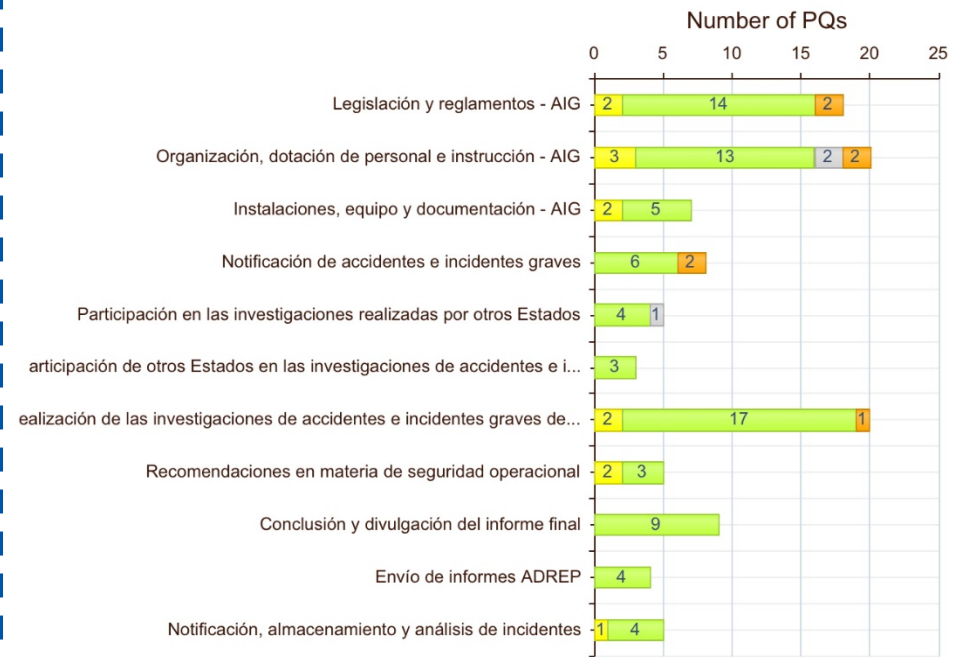 Number of PQs
0 5 10 15 20 25
Legislación y reglamentos - AIG 2 14 2
Organización, dotación de personal e instrucción - AIG 3 13 2 2
Instalaciones, equipo y documentación - AIG 2 5
Notificación de accidentes e incidentes graves 6 2
Participación en las investigaciones realizadas por otros Estados 4 1
articipación de otros Estados en las investigaciones de accidentes e i... 3
ealización de las investigaciones de accidentes e incidentes graves de... 2 17 1
Recomendaciones en materia de seguridad operacional 2 3
Conclusión y divulgación del informe final 9
Envío de informes ADREP 4
Notificación, almacenamiento y análisis de incidentes 1 4